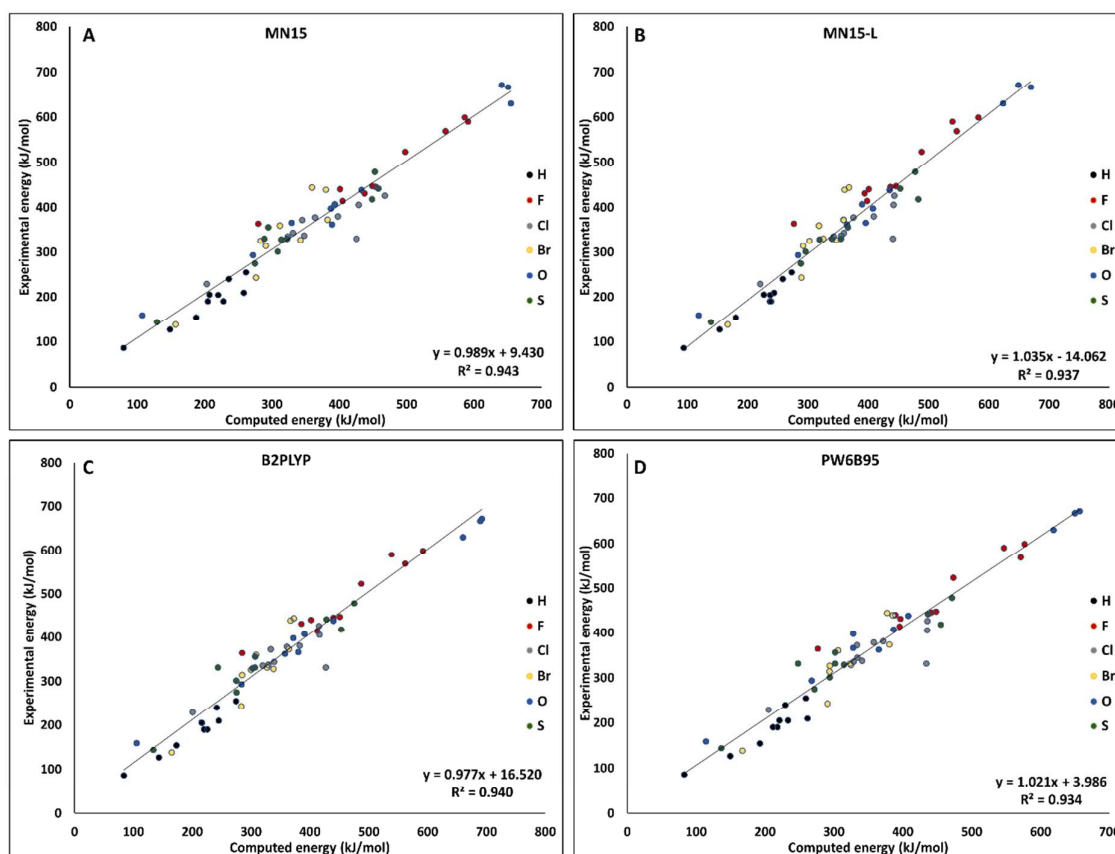 A
MN15
800
700
600
500
400
300
200
100
0
Experimental energy (kJ/mol)
H
F
Cl
Br
O
S
y = 0.989x + 9.430
R² = 0.943
0 100 200 300 400 500 600 700
Computed energy (kJ/mol)
B
MN15-L
800
700
600
500
400
300
200
100
0
Experimental energy (kJ/mol)
H
F
Cl
Br
O
S
y = 1.035x - 14.062
R² = 0.937
0 100 200 300 400 500 600 700 800
Computed energy (kJ/mol)
C
B2PLYP
800
700
600
500
400
300
200
100
0
Experimental energy (kJ/mol)
H
F
Cl
Br
O
S
y = 0.977x + 16.520
R² = 0.940
0 100 200 300 400 500 600 700 800
Computed energy (kJ/mol)
D
PW6B95
800
700
600
500
400
300
200
100
0
Experimental energy (kJ/mol)
H
F
Cl
Br
O
S
y = 1.021x + 3.986
R² = 0.934
0 100 200 300 400 500 600 700
Computed energy (kJ/mol)